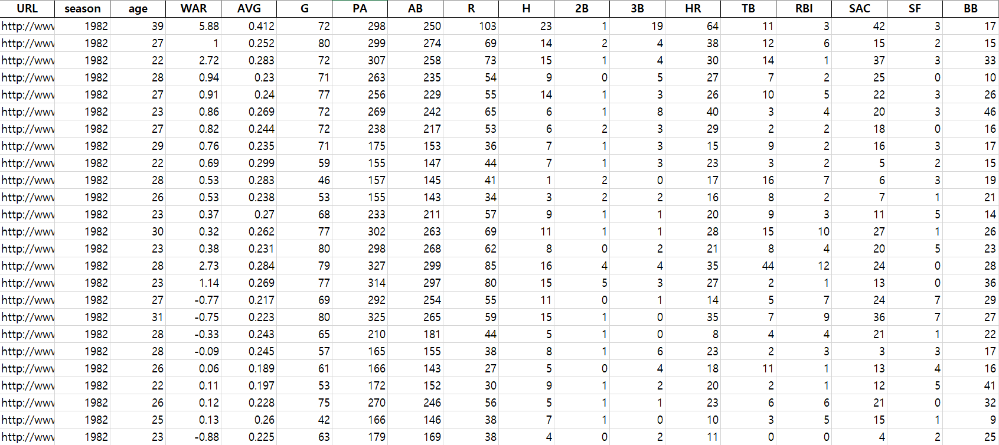 URL season age WAR AVG G PA AB R H 2B 3B HR TB RBI SAC SF BB
http://www 1982 39 5.88 0.412 72 298 250 103 23 1 19 64 11 3 42 3 17
http://www 1982 27 1 0.252 80 299 274 69 14 2 4 38 12 6 15 2 15
http://www 1982 22 2.72 0.283 72 307 258 73 15 1 4 30 14 1 37 3 33
http://www 1982 28 0.94 0.23 71 263 235 54 9 0 5 27 7 2 25 0 10
http://www 1982 27 0.91 0.24 77 256 229 55 14 1 3 26 10 5 22 3 26
http://www 1982 23 0.86 0.269 72 269 242 65 6 1 8 40 3 4 20 3 46
http://www 1982 27 0.82 0.244 72 238 217 53 6 2 3 29 2 2 18 0 16
http://www 1982 29 0.76 0.235 71 175 153 36 7 1 3 15 9 2 16 3 17
http://www 1982 22 0.69 0.299 59 155 147 44 7 1 3 23 3 2 5 2 15
http://www 1982 28 0.53 0.283 46 157 145 41 1 2 0 17 16 7 6 3 19
http://www 1982 26 0.53 0.238 53 155 143 34 3 2 2 16 8 2 7 1 21
http://www 1982 23 0.37 0.27 68 233 211 57 9 1 1 20 9 3 11 5 14
http://www 1982 30 0.32 0.262 77 302 263 69 11 1 1 28 15 10 27 1 26
http://www 1982 23 0.38 0.231 80 298 268 62 8 0 2 21 8 4 20 5 23
http://www 1982 28 2.73 0.284 79 327 299 85 16 4 4 35 44 12 24 0 28
http://www 1982 23 1.14 0.269 77 314 297 80 15 5 3 27 2 1 13 0 36
http://www 1982 27 -0.77 0.217 69 292 254 55 11 0 1 14 5 7 24 7 29
http://www 1982 31 -0.75 0.223 80 325 265 59 15 1 0 35 7 9 36 7 27
http://www 1982 28 -0.33 0.243 65 210 181 44 5 1 0 8 4 4 21 1 22
http://www 1982 28 -0.09 0.245 57 165 155 38 8 1 6 23 2 3 3 3 17
http://www 1982 26 0.06 0.189 61 166 143 27 5 0 4 18 11 1 13 4 16
http://www 1982 22 0.11 0.197 53 172 152 30 9 1 2 20 2 1 12 5 41
http://www 1982 26 0.12 0.228 75 270 246 56 5 1 1 23 6 6 21 0 32
http://www 1982 25 0.13 0.26 42 166 146 38 7 1 0 10 3 5 15 1 9
http://www 1982 23 -0.88 0.225 63 179 169 38 4 0 2 11 0 0 4 2 25